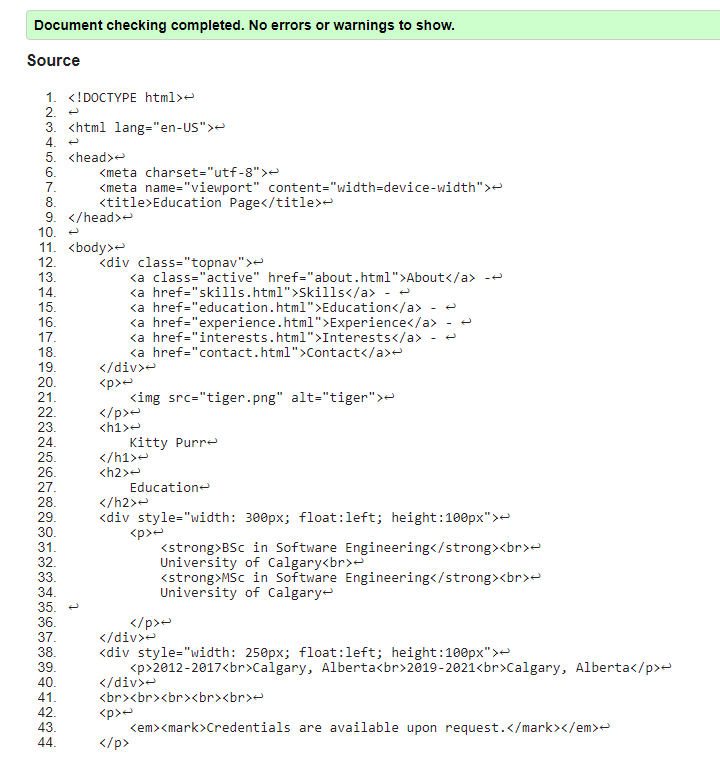 Document checking completed. No errors or warnings to show.
Source
1. <!DOCTYPE html>↩
2. ↩
3. <html lang="en-US">↩
4. ↩
5. <head>↩
6.     <meta charset="utf-8">↩
7.     <meta name="viewport" content="width=device-width">↩
8.     <title>Education Page</title>↩
9. </head>↩
10. ↩
11. <body>↩
12.     <div class="topnav">↩
13.         <a class="active" href="about.html">About</a> -↩
14.         <a href="skills.html">Skills</a> - ↩
15.         <a href="education.html">Education</a> - ↩
16.         <a href="experience.html">Experience</a> - ↩
17.         <a href="interests.html">Interests</a> - ↩
18.         <a href="contact.html">Contact</a>↩
19.     </div>↩
20.     <p>↩
21.         <img src="tiger.png" alt="tiger">↩
22.     </p>↩
23.     <h1>↩
24.         Kitty Purr↩
25.     </h1>↩
26.     <h2>↩
27.         Education↩
28.     </h2>↩
29.     <div style="width: 300px; float:left; height:100px">↩
30.         <p>↩
31.             <strong>BSc in Software Engineering</strong><br>↩
32.             University of Calgary<br>↩
33.             <strong>MSc in Software Engineering</strong><br>↩
34.             University of Calgary↩
35. ↩
36.         </p>↩
37.     </div>↩
38.     <div style="width: 250px; float:left; height:100px">↩
39.         <p>2012-2017<br>Calgary, Alberta<br>2019-2021<br>Calgary, Alberta</p>↩
40.     </div>↩
41.     <br><br><br><br><br>↩
42.     <p>↩
43.         <em><mark>Credentials are available upon request.</mark></em>↩
44.     </p>